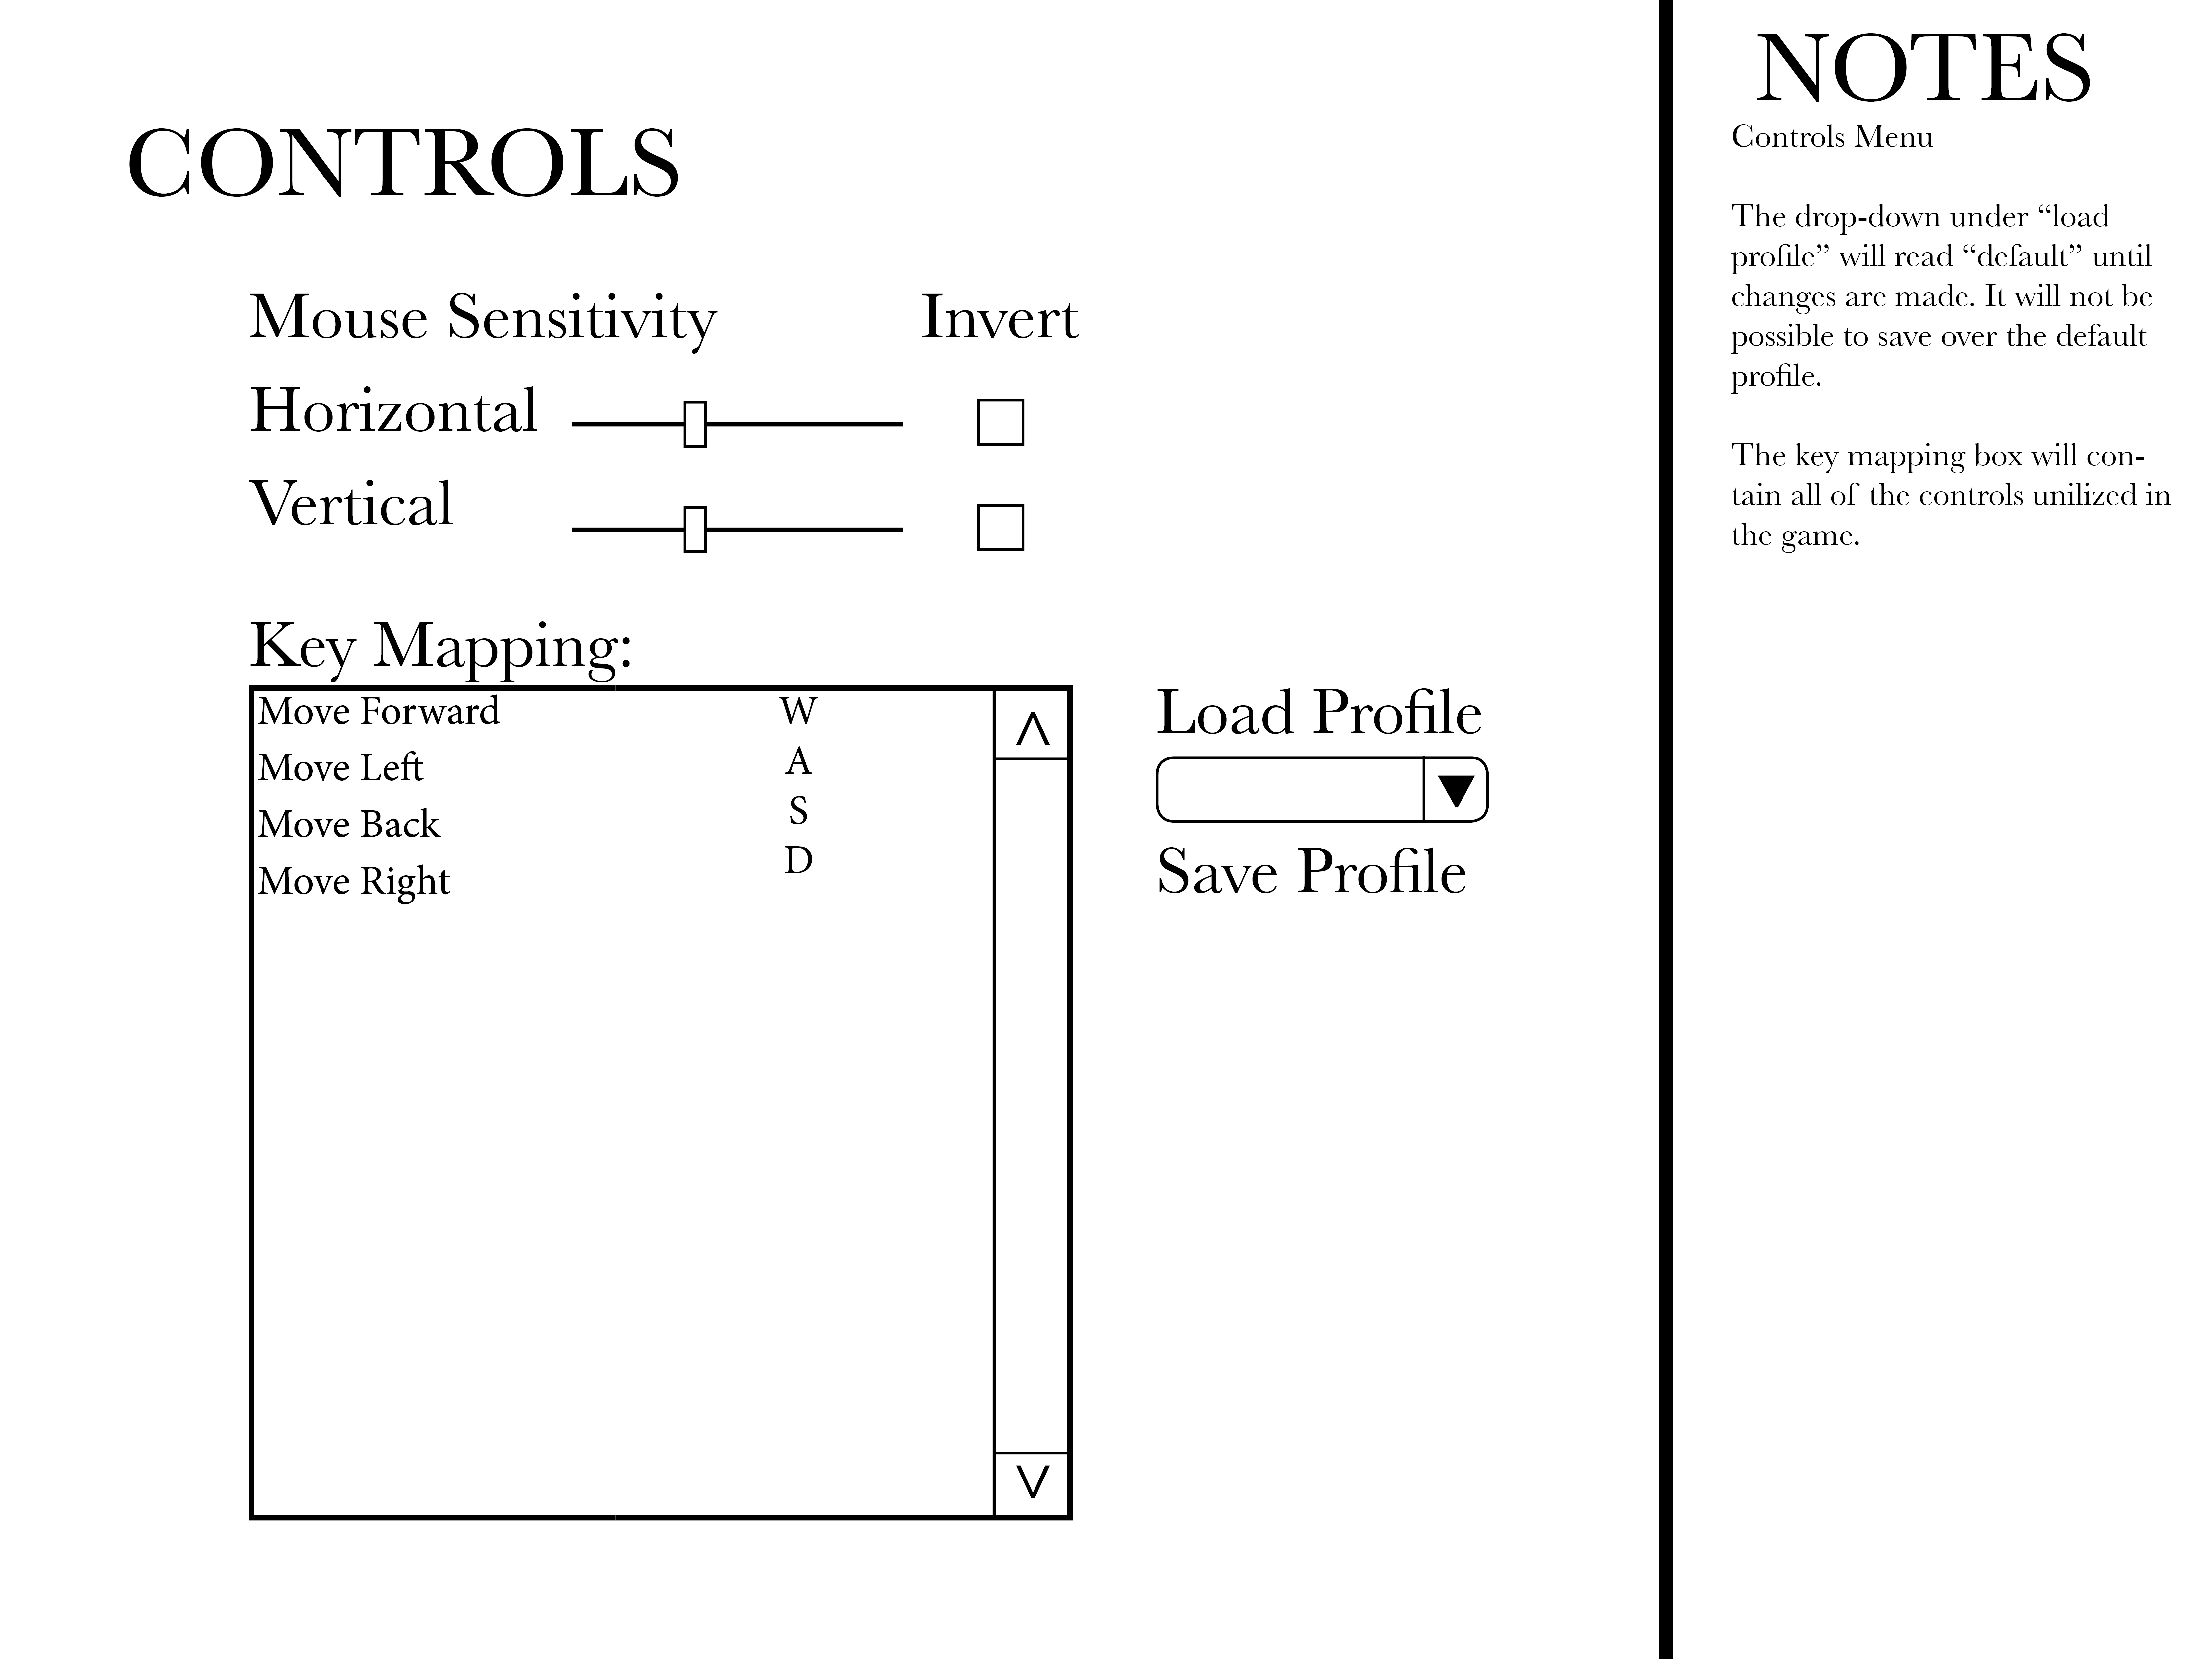 CONTROLS
Mouse Sensitivity Invert
Horizontal
Vertical
Key Mapping:
Move Forward W
Move Left A
Move Back S
Move Right D
Load Profile
Save Profile
NOTES
Controls Menu
The drop-down under “load
profile” will read “default” until
changes are made. It will not be
possible to save over the default
profile.
The key mapping box will con-
tain all of the controls unilized in
the game.